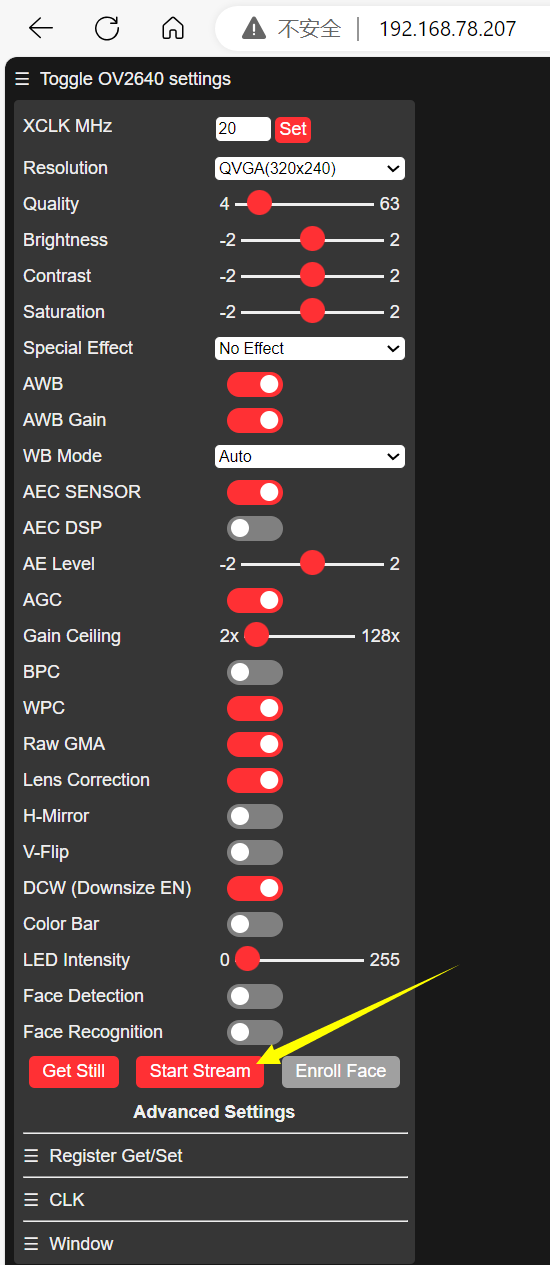 不安全 192.168.78.207
☰ Toggle OV2640 settings
XCLK MHz 20 Set
Resolution QVGA(320x240)
Quality 4 63
Brightness -2 2
Contrast -2 2
Saturation -2 2
Special Effect No Effect
AWB
AWB Gain
WB Mode Auto
AEC SENSOR
AEC DSP
AE Level -2 2
AGC
Gain Ceiling 2x 128x
BPC
WPC
Raw GMA
Lens Correction
H-Mirror
V-Flip
DCW (Downsize EN)
Color Bar
LED Intensity 0 255
Face Detection
Face Recognition
Get Still Start Stream Enroll Face
Advanced Settings
☰ Register Get/Set
☰ CLK
☰ Window